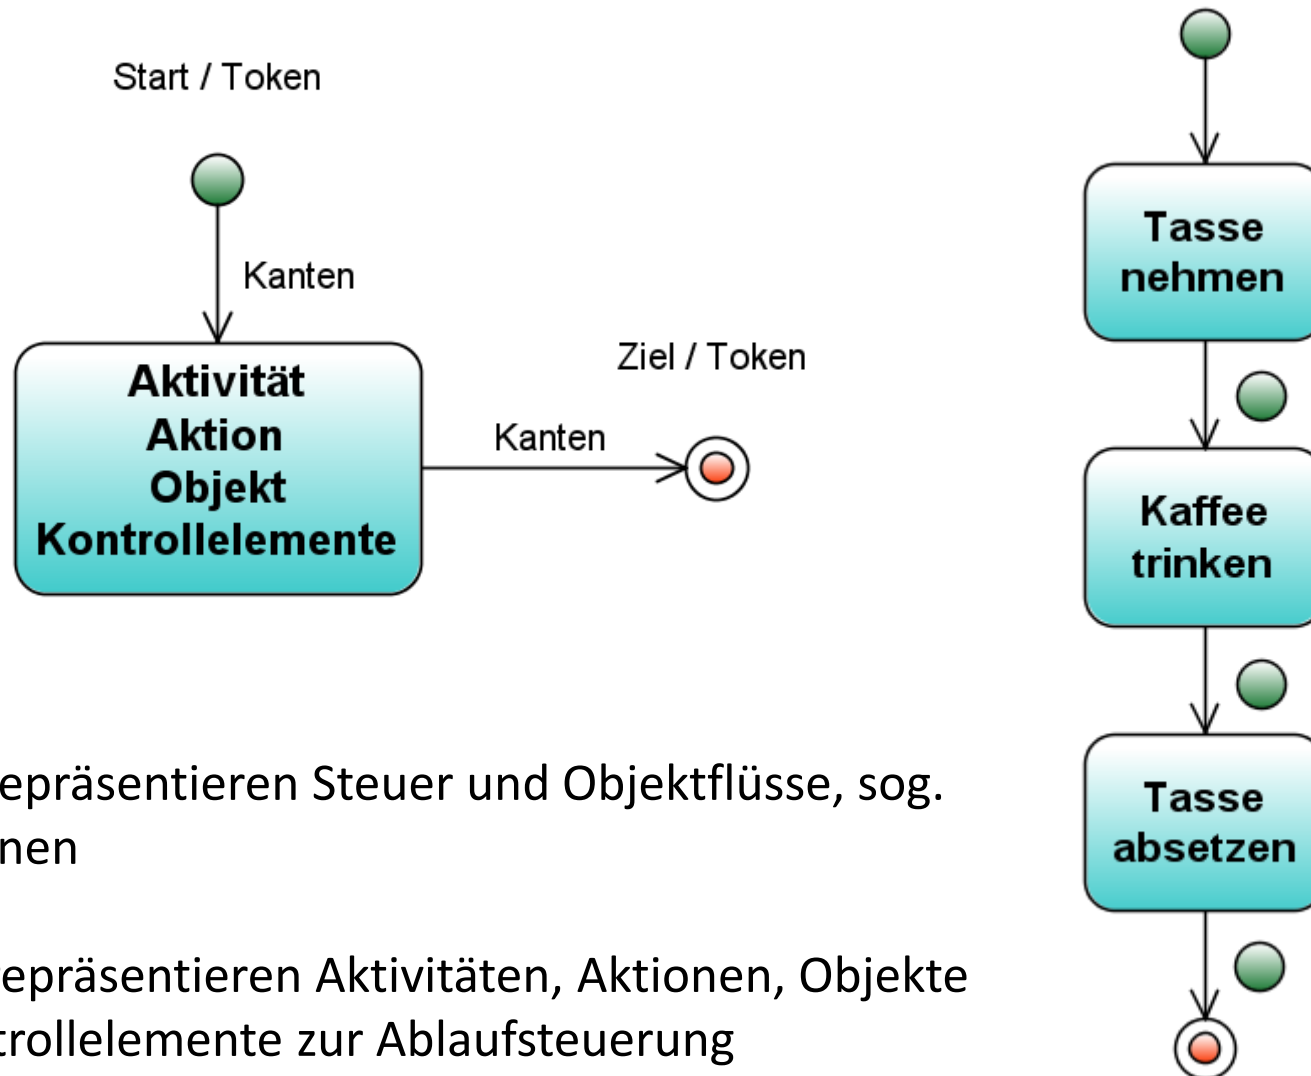 Start / Token
Kanten
Aktivität
Aktion
Objekt
Kontrollelemente
Ziel / Token
Kanten
epräsentieren Steuer und Objektflüsse, sog.
nen
epräsentieren Aktivitäten, Aktionen, Objekte
trollelemente zur Ablaufsteuerung
Tasse
nehmen
Kaffee
trinken
Tasse
absetzen